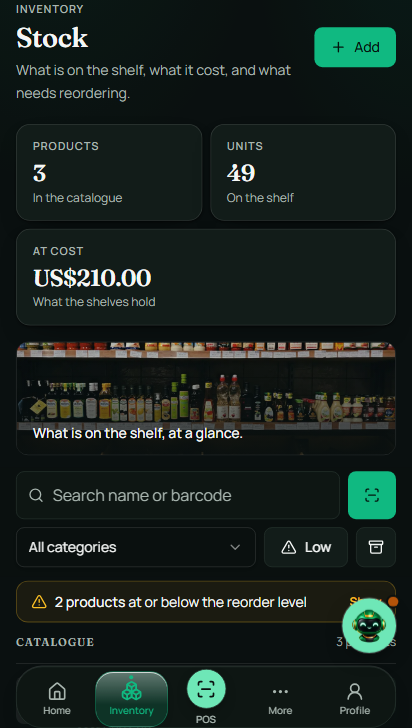 INVENTORY
Stock
Add
What is on the shelf, what it cost, and what
needs reordering.
PRODUCTS
3
In the catalogue
UNITS
49
On the shelf
AT COST
US$210.00
What the shelves hold
What is on the shelf, at a glance.
Search name or barcode
All categories
Low
2 products at or below the reorder level
CATALOGUE
3
Home
Inventory
POS
More
Profile